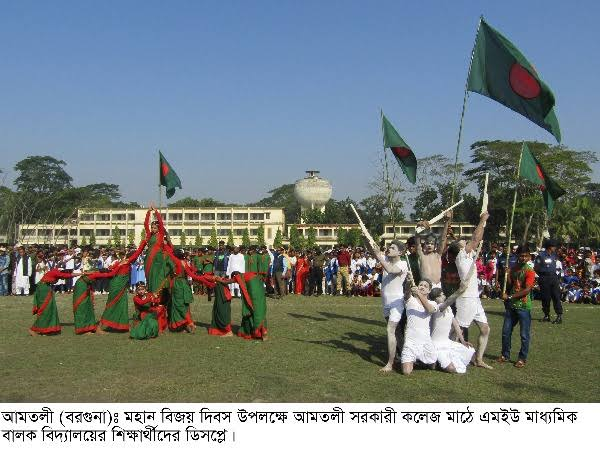 আমতলী (বরগুনা)ঃ মহান বিজয় দিবস উপলক্ষে আমতলী সরকারী কলেজ মাঠে এমইউ মাধ্যমিক
বালক বিদ্যালয়ের শিক্ষার্থীদের ডিসপ্লে।